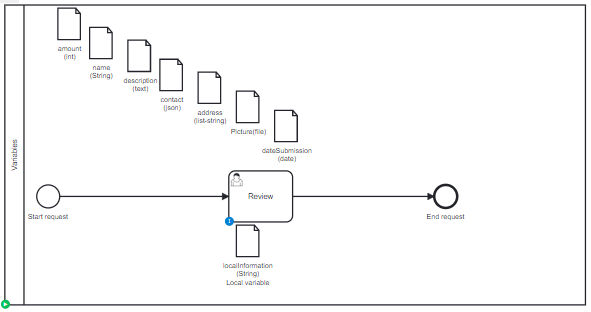 amount
(int)
name
(String)
description
(text)
contact
(json)
address
(list-string)
Picture(file)
dateSubmission
(date)
Variables
Review
Start request
End request
1
localInformation
(String)
Local variable